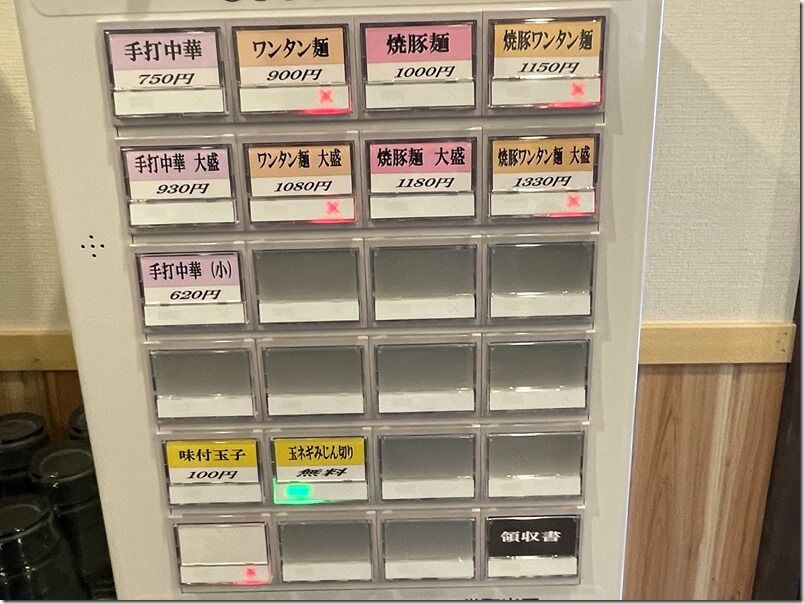 手打中華
750円
ワンタン麺
900円
焼豚麺
1000円
焼豚ワンタン麺
1150円
手打中華 大盛
930円
ワンタン麺 大盛
1080円
焼豚麺 大盛
1180円
焼豚ワンタン麺 大盛
1330円
手打中華(小)
620円
味付玉子
100円
玉ネギみじん切り
無料
領収書